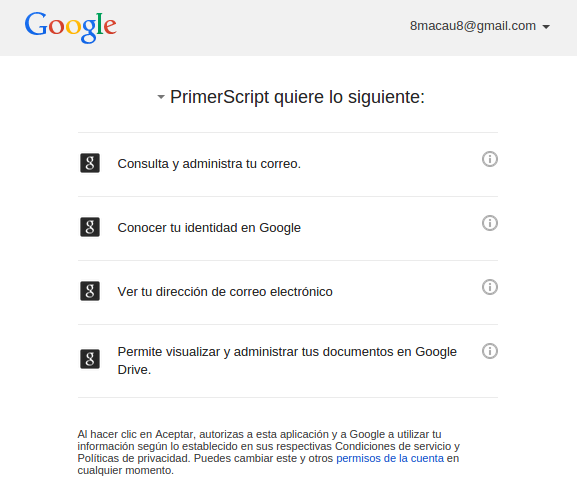 Google
8macau8@gmail.com
PrimerScript quiere lo siguiente:
Consulta y administra tu correo.
Conocer tu identidad en Google
Ver tu dirección de correo electrónico
Permite visualizar y administrar tus documentos en Google
Drive.
Al hacer clic en Aceptar, autorizas a esta aplicación y a Google a utilizar tu
información según lo establecido en sus respectivas Condiciones de servicio y
Políticas de privacidad. Puedes cambiar este y otros permisos de la cuenta en
cualquier momento.